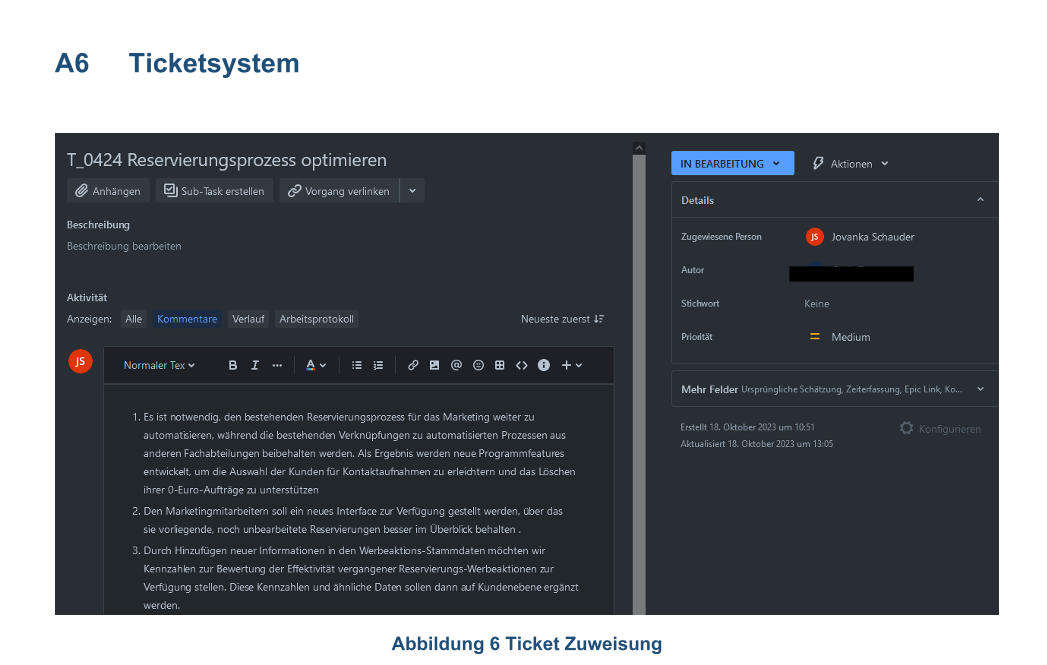 A6 Ticketsystem
T_0424 Reservierungsprozess optimieren
Anhängen Sub-Task erstellen Vorgang verlinken
Beschreibung
Beschreibung bearbeiten
Aktivität
Anzeigen: Alle Kommentare Verlauf Arbeitsprotokoll Neueste zuerst
JS
Normaler Tex B I ... A
1. Es ist notwendig, den bestehenden Reservierungsprozess für das Marketing weiter zu
automatisieren, während die bestehenden Verknüpfungen zu automatisierten Prozessen aus
anderen Fachabteilungen beibehalten werden. Als Ergebnis werden neue Programmfeatures
entwickelt, um die Auswahl der Kunden für Kontaktaufnahmen zu erleichtern und das Löschen
ihrer 0-Euro-Aufträge zu unterstützen
2. Den Marketingmitarbeitern soll ein neues Interface zur Verfügung gestellt werden, über das
sie vorliegende, noch unbearbeitete Reservierungen besser im Überblick behalten .
3. Durch Hinzufügen neuer Informationen in den Werbeaktions-Stammdaten möchten wir
Kennzahlen zur Bewertung der Effektivität vergangener Reservierungs-Werbeaktionen zur
Verfügung stellen. Diese Kennzahlen und ähnliche Daten sollen dann auf Kundenebene ergänzt
werden.
IN BEARBEITUNG Aktionen
Details
Zugewiesene Person JS Jovanka Schauder
Autor
Stichwort Keine
Priorität Medium
Mehr Felder Ursprüngliche Schätzung, Zeiterfassung, Epic Link, Ko...
Erstellt 18. Oktober 2023 um 10:51 Konfigurieren
Aktualisiert 18. Oktober 2023 um 13:05
Abbildung 6 Ticket Zuweisung